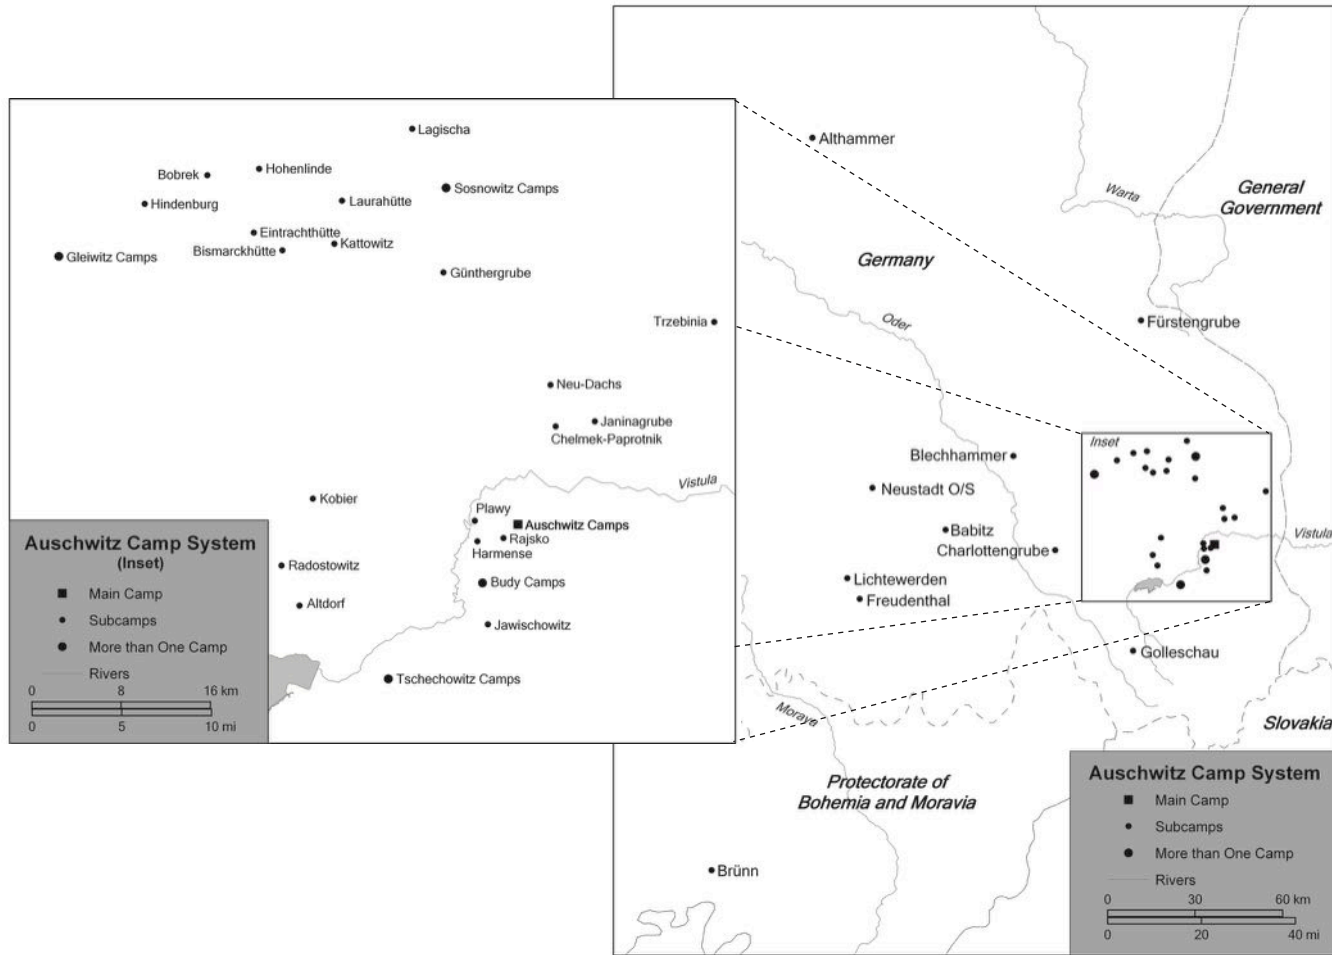 Lagischa
Hohenlinde
Bobrek
Sosnowitz Camps
Laurahütte
Hindenburg
Eintrachthütte
Kattowitz
Bismarckhütte
Gleiwitz Camps
Günthergrube
Trzebinia
Neu-Dachs
Janinagrube
Chelmek-Paprotnik
Vistula
Kobier
Plawy
Auschwitz Camps
Rajsko
Harmense
Radostowitz
Budy Camps
Altdorf
Jawischowitz
Tschechowitz Camps
Auschwitz Camp System
(Inset)
Main Camp
Subcamps
More than One Camp
Rivers
0 8 16 km
0 5 10 mi
Althammer
Warta
General
Government
Germany
Oder
Fürstengrube
Inset
Blechhammer
Neustadt O/S
Babitz
Charlottengrube
Vistula
Lichtewerden
Freudenthal
Golleschau
Morava
Slovakia
Protectorate of
Bohemia and Moravia
Brünn
Auschwitz Camp System
Main Camp
Subcamps
More than One Camp
Rivers
0 30 60 km
0 20 40 mi